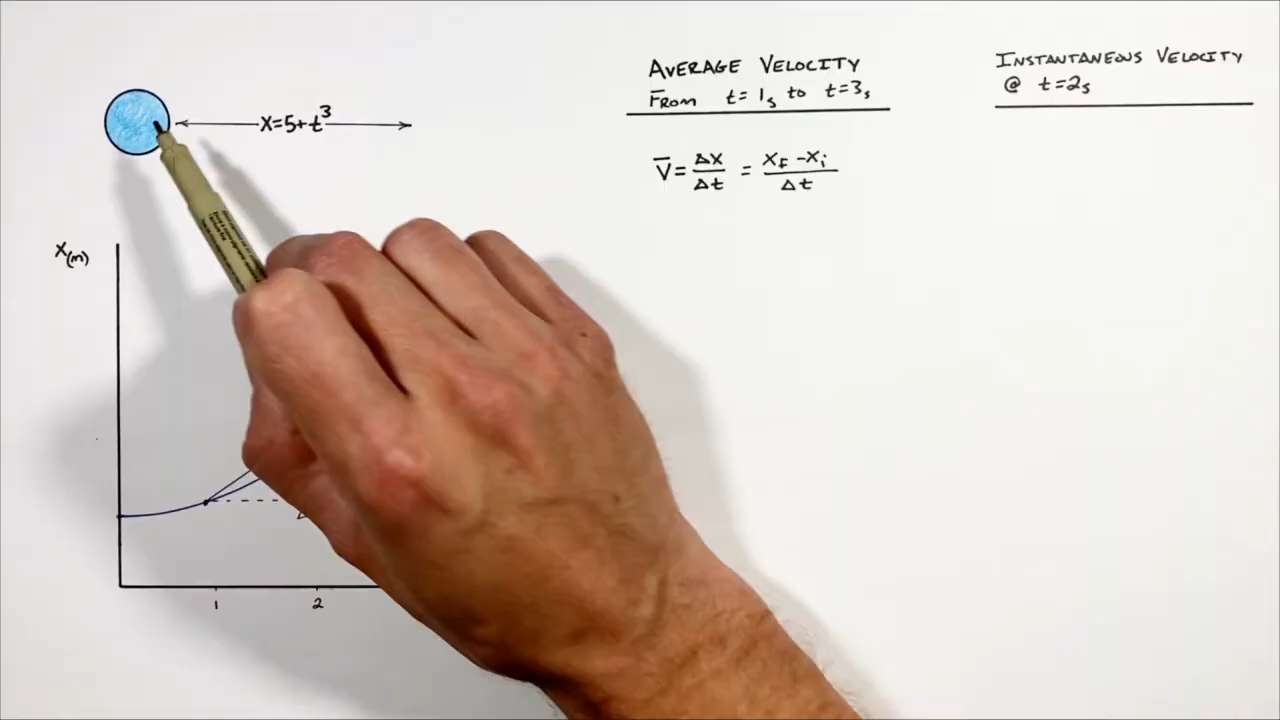 AVERAGE VELOCITY
FROM t=1s to t=3s
INSTANTANEOUS VELOCITY
@ t=2s
X=5+t³
V̄=Δx/Δt = (xF-xi)/Δt
X(m)
1 2